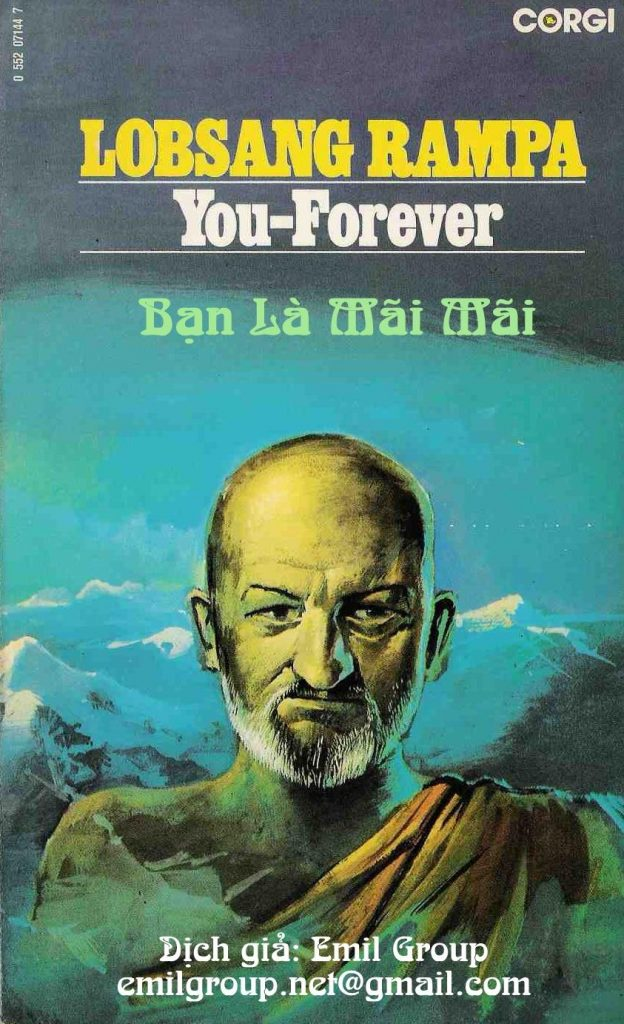 CORGI
0 552 07144 7
LOBSANG RAMPA
You-Forever
Bạn Là Mãi Mãi
Dịch giả: Emil Group
emilgroup.net@gmail.com